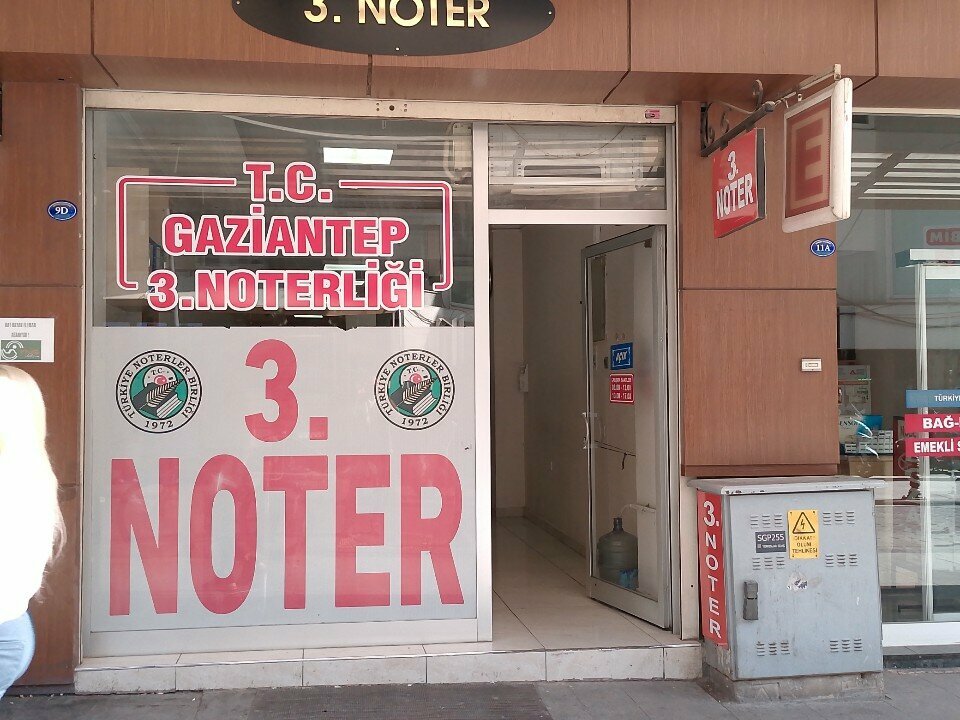 3. NOTER
T.C.
GAZİANTEP
3.NOTERLİĞİ
3.
NOTER
TÜRKİYE NOTERLER BİRLİĞİ
T.C.
1972
TÜRKİYE NOTERLER BİRLİĞİ
T.C.
1972
9D
3.
NOTER
E
11A
3.NOTER
SGP255
DİKKAT
ÖLÜM
TEHLİKESİ
TÜRKİYE
BAĞ-
EMEKLİ S